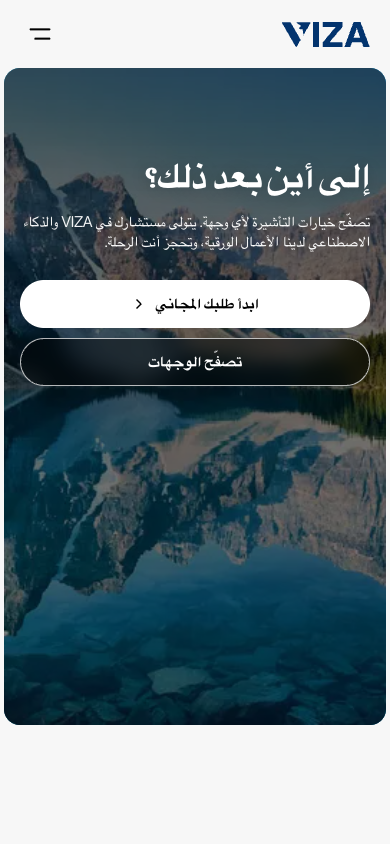 VIZA
إلى أين بعد ذلك؟
تصفّح خيارات التأشيرة لأي وجهة. يتولى مستشارك في VIZA والذكاء
الاصطناعي لدينا الأعمال الورقية، وتحجز أنت الرحلة.
ابدأ طلبك المجاني
تصفّح الوجهات